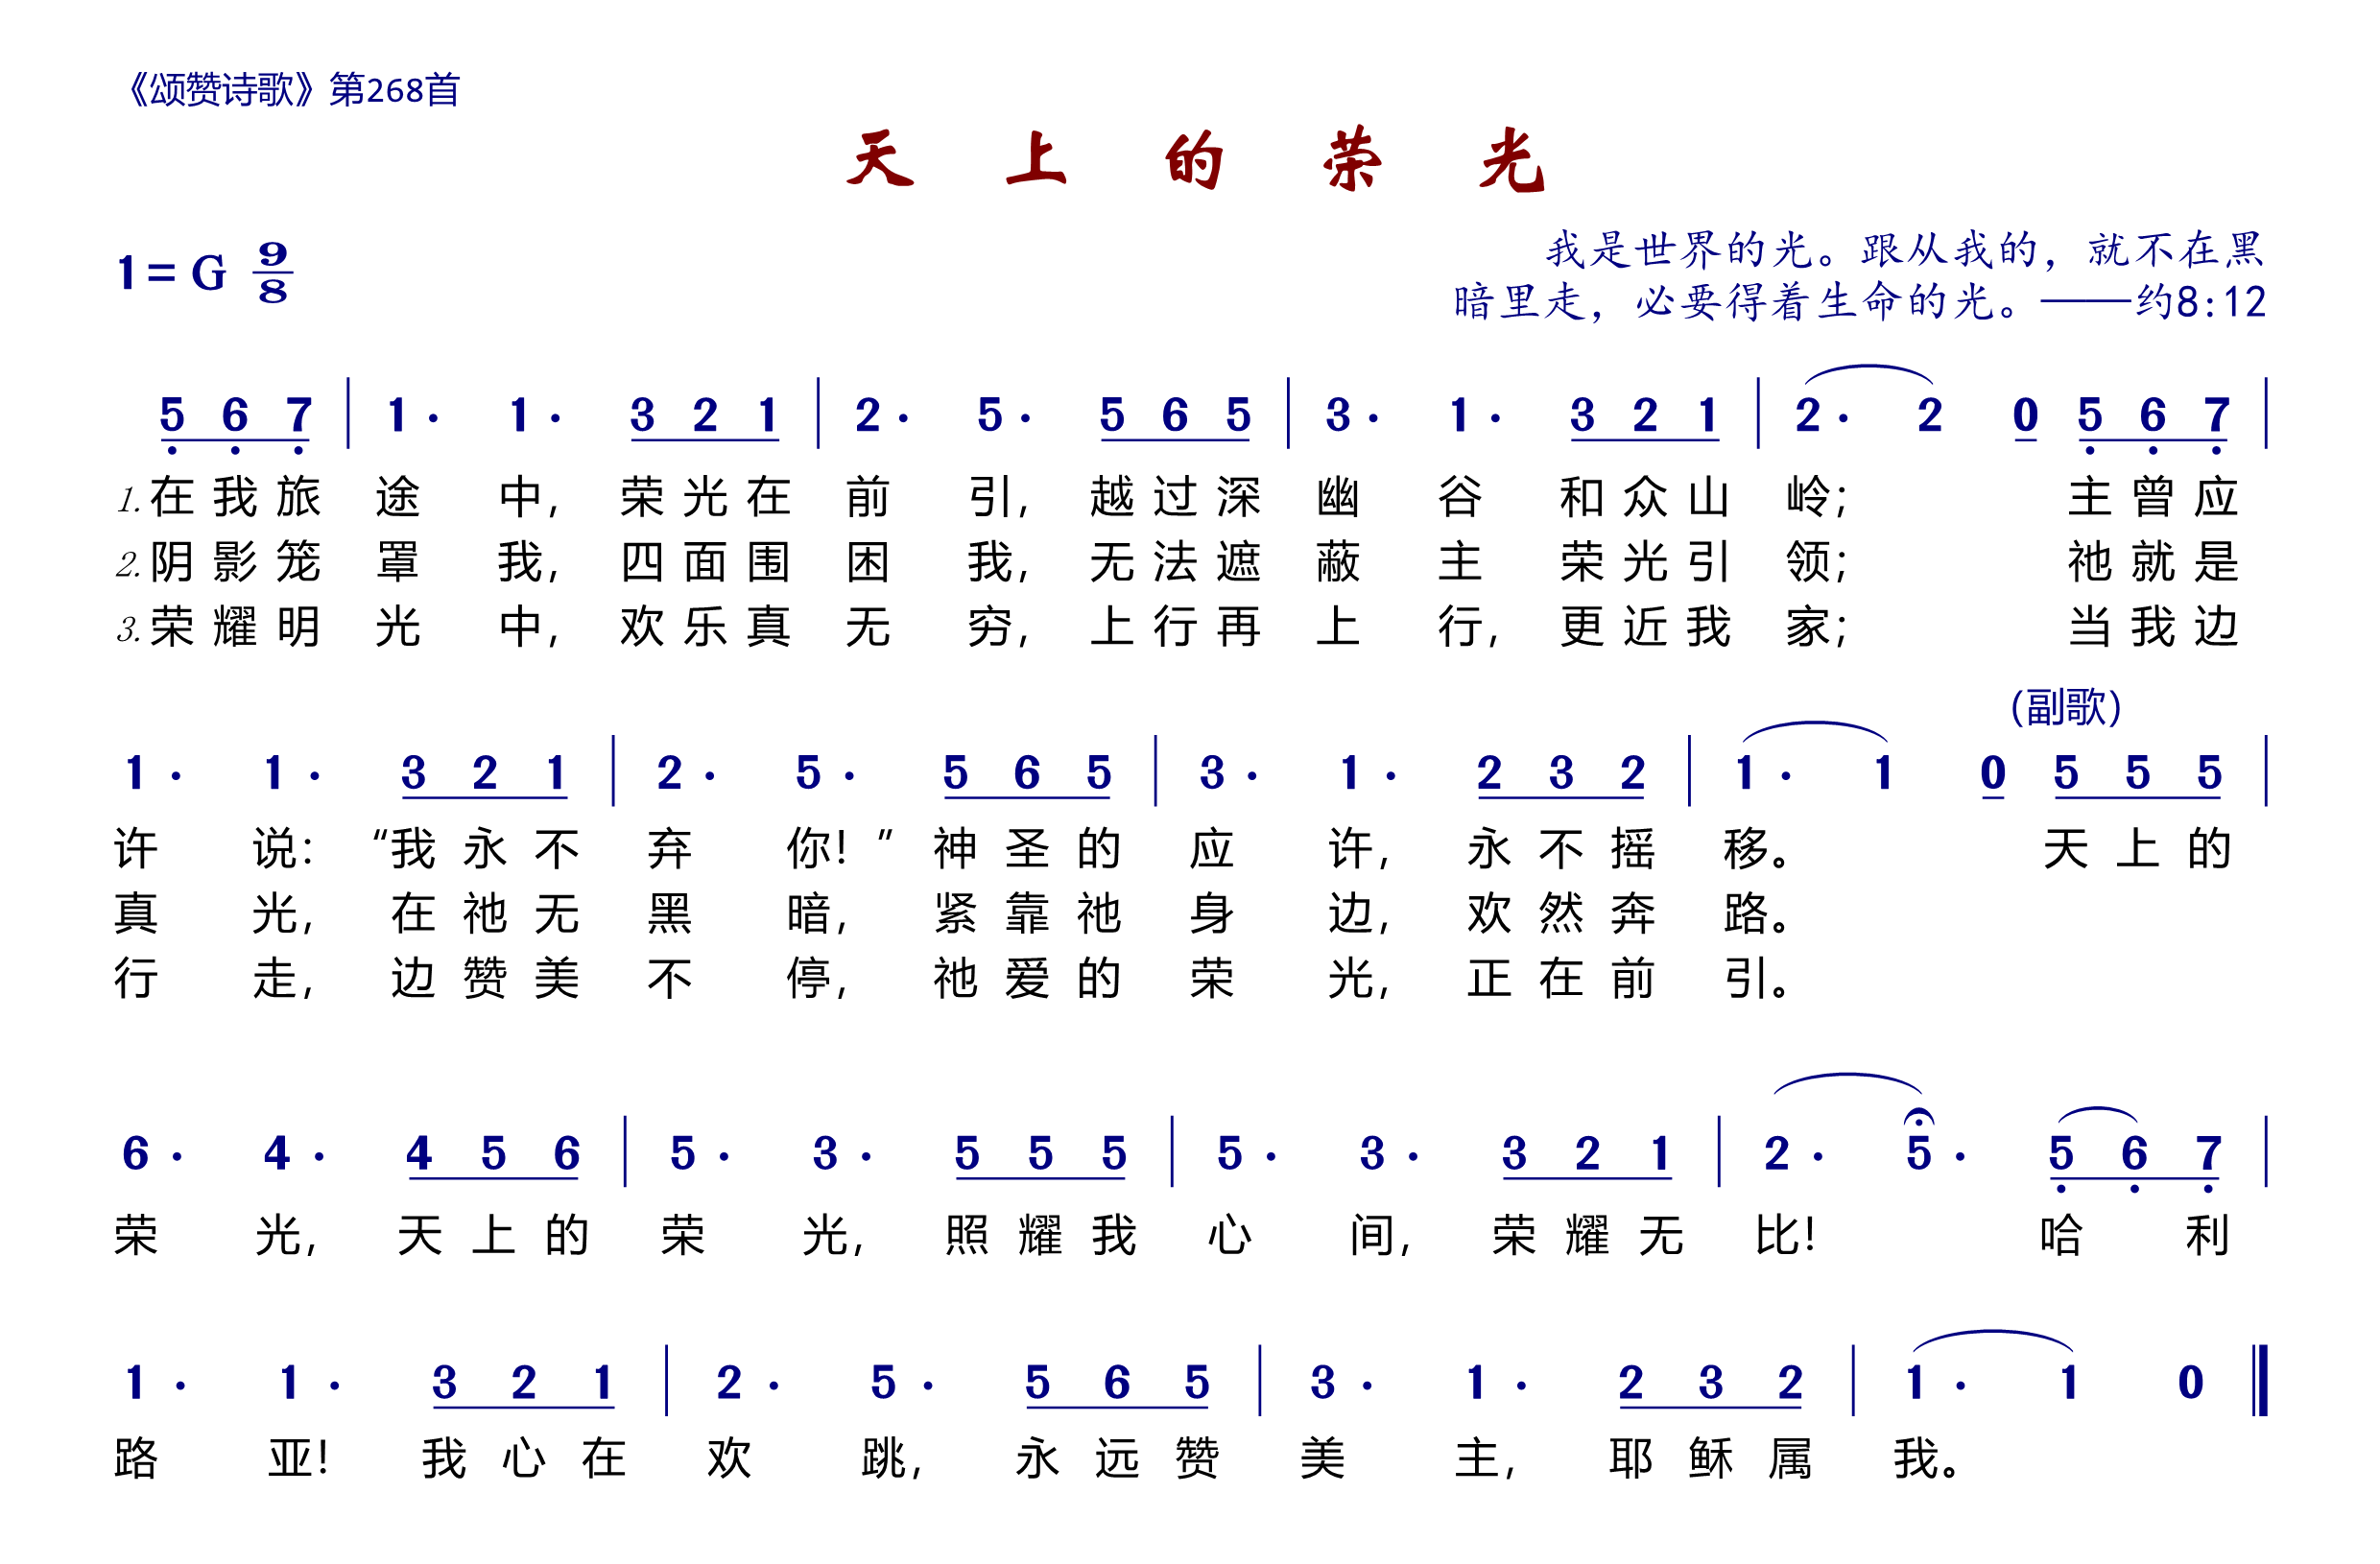 《颂赞诗歌》第268首
天上的荣光
1=G 9/8
我是世界的光。跟从我的，就不在黑
暗里走，必要得着生命的光。——约8:12
5 6 7 | 1· 1· 3 2 1 | 2· 5· 5 6 5 | 3· 1· 3 2 1 | 2· 2 0 5 6 7 |
1.在我旅途中，荣光在前引，越过深幽谷和众山岭；主曾应
2.阴影笼罩我，四面围困我，无法遮蔽主荣光引领；祂就是
3.荣耀明光中，欢乐真无穷，上行再上行，更近我家；当我边
(副歌)
1· 1· 3 2 1 | 2· 5· 5 6 5 | 3· 1· 2 3 2 | 1· 1 0 5 5 5 |
许说：“我永不弃你！”神圣的应许，永不摇移。天上的
真光，在祂无黑暗，紧靠祂身边，欢然奔路。
行走，边赞美不停，祂爱的荣光，正在前引。
6· 4· 4 5 6 | 5· 3· 5 5 5 | 5· 3· 3 2 1 | 2· 5· 5 6 7 |
荣光，天上的荣光，照耀我心间，荣耀无比！哈利
1· 1· 3 2 1 | 2· 5· 5 6 5 | 3· 1· 2 3 2 | 1· 1 0 ‖
路亚！我心在欢跳，永远赞美主，耶稣属我。